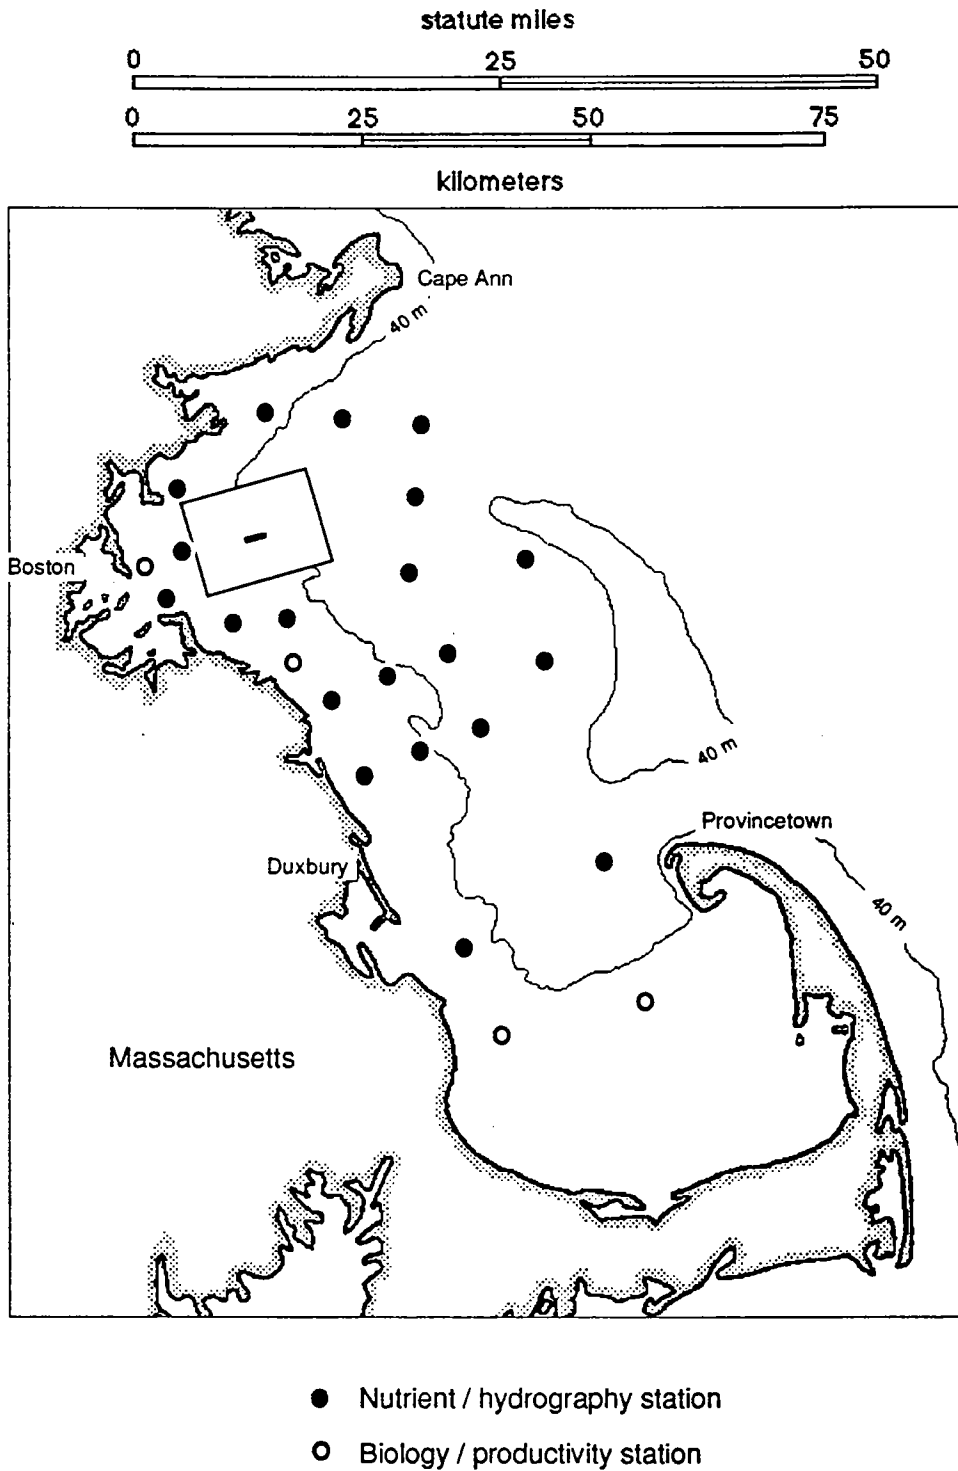 statute miles
0 25 50
0 25 50 75
kilometers
Cape Ann
40 m
Boston
40 m
Provincetown
Duxbury
40 m
Massachusetts
Nutrient / hydrography station
Biology / productivity station